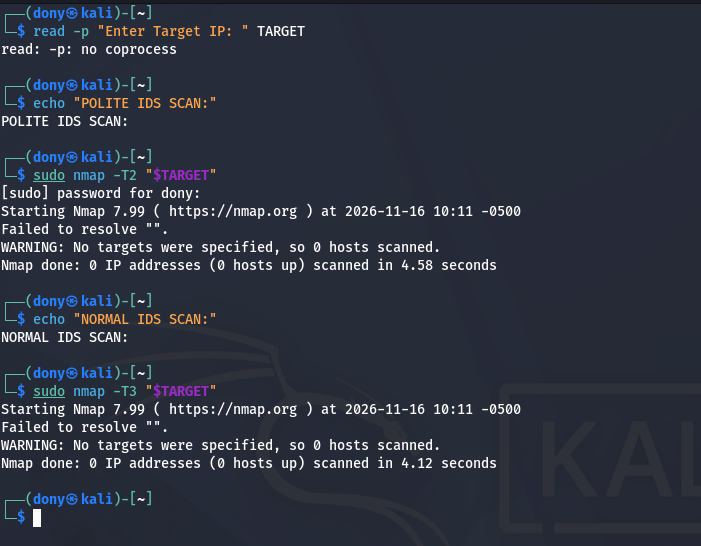 ┌──(dony㉿kali)-[~]
└─$ read -p "Enter Target IP: " TARGET
read: -p: no coprocess
┌──(dony㉿kali)-[~]
└─$ echo "POLITE IDS SCAN:"
POLITE IDS SCAN:
┌──(dony㉿kali)-[~]
└─$ sudo nmap -T2 "$TARGET"
[sudo] password for dony:
Starting Nmap 7.99 ( https://nmap.org ) at 2026-11-16 10:11 -0500
Failed to resolve "".
WARNING: No targets were specified, so 0 hosts scanned.
Nmap done: 0 IP addresses (0 hosts up) scanned in 4.58 seconds
┌──(dony㉿kali)-[~]
└─$ echo "NORMAL IDS SCAN:"
NORMAL IDS SCAN:
┌──(dony㉿kali)-[~]
└─$ sudo nmap -T3 "$TARGET"
Starting Nmap 7.99 ( https://nmap.org ) at 2026-11-16 10:11 -0500
Failed to resolve "".
WARNING: No targets were specified, so 0 hosts scanned.
Nmap done: 0 IP addresses (0 hosts up) scanned in 4.12 seconds
┌──(dony㉿kali)-[~]
└─$
KAL